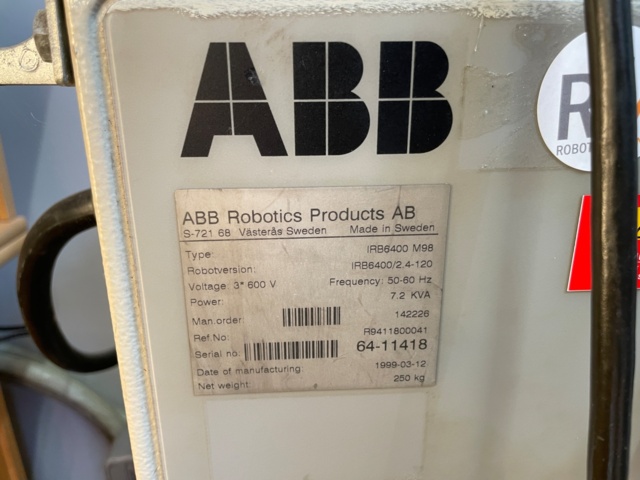 ABB
R
ROBOT
ABB Robotics Products AB
S-721 68 Västerås Sweden Made in Sweden
Type: IRB6400 M98
Robotversion: IRB6400/2.4-120
Voltage: 3* 600 V Frequency: 50-60 Hz
Power: 7.2 KVA
Man.order: 142226
Ref No: R9411800041
Serial no: 64-11418
Date of manufacturing: 1999-03-12
Net weight: 250 kg